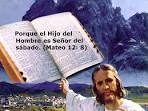 Porque el Hijo del
Hombre es Señor del
sábado. (Mateo 12: 8)